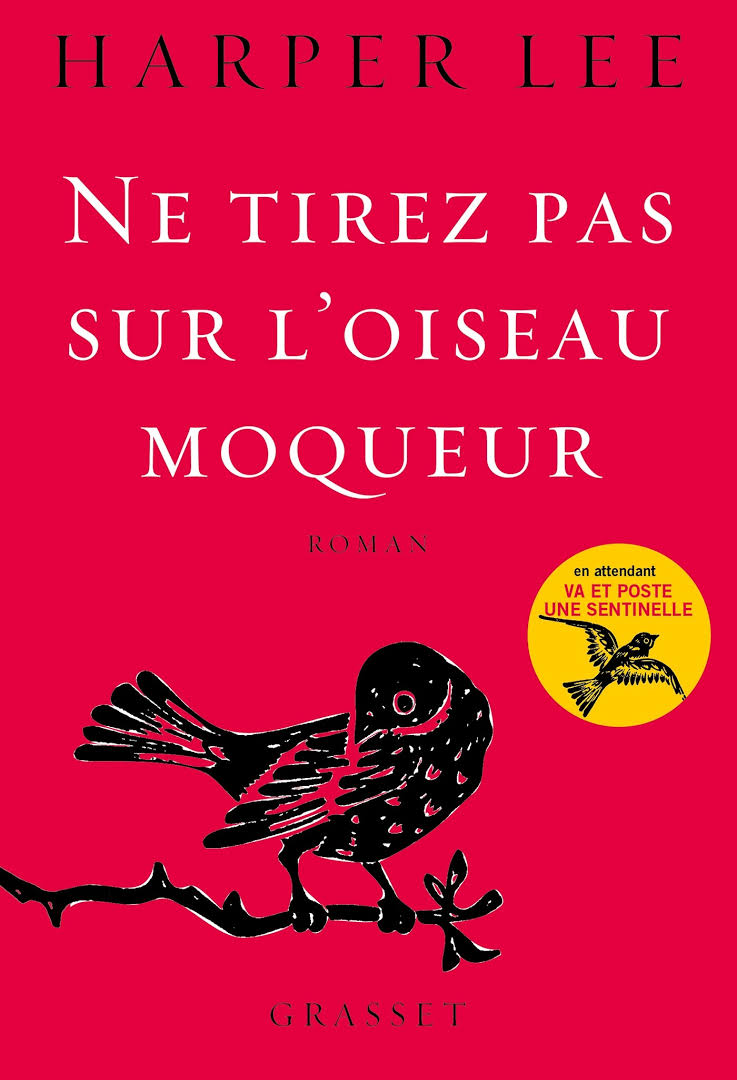 HARPER LEE
NE TIREZ PAS
SUR L’OISEAU
MOQUEUR
ROMAN
en attendant
VA ET POSTE
UNE SENTINELLE
GRASSET